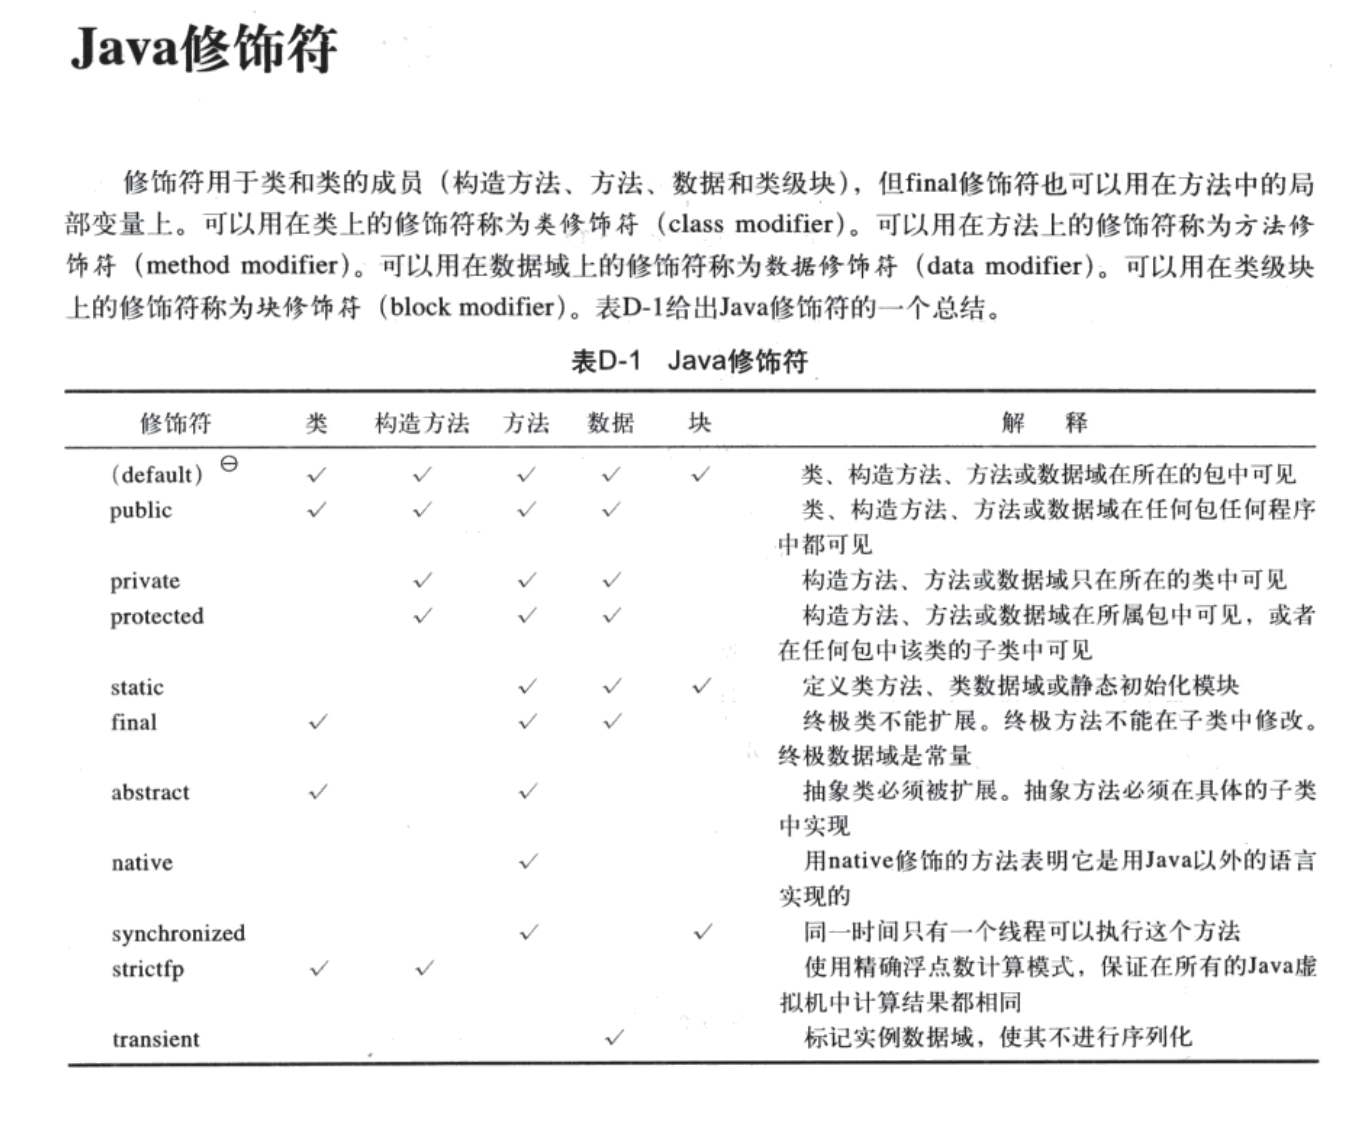 Java修饰符
修饰符用于类和类的成员（构造方法、方法、数据和类级块），但final修饰符也可以用在方法中的局
部变量上。可以用在类上的修饰符称为类修饰符（class modifier）。可以用在方法上的修饰符称为方法修
饰符（method modifier）。可以用在数据域上的修饰符称为数据修饰符（data modifier）。可以用在类级块
上的修饰符称为块修饰符（block modifier）。表D-1给出Java修饰符的一个总结。
表D-1 Java修饰符
修饰符 类 构造方法 方法 数据 块 解 释
（default）⊖ ✓ ✓ ✓ ✓ ✓ 类、构造方法、方法或数据域在所在的包中可见
public ✓ ✓ ✓ ✓ 类、构造方法、方法或数据域在任何包任何程序
中都可见
private ✓ ✓ ✓ 构造方法、方法或数据域只在所在的类中可见
protected ✓ ✓ ✓ 构造方法、方法或数据域在所属包中可见，或者
在任何包中该类的子类中可见
static ✓ ✓ ✓ 定义类方法、类数据域或静态初始化模块
final ✓ ✓ ✓ 终极类不能扩展。终极方法不能在子类中修改。
终极数据域是常量
abstract ✓ ✓ 抽象类必须被扩展。抽象方法必须在具体的子类
中实现
native ✓ 用native修饰的方法表明它是用Java以外的语言
实现的
synchronized ✓ ✓ 同一时间只有一个线程可以执行这个方法
strictfp ✓ ✓ 使用精确浮点数计算模式，保证在所有的Java虚
拟机中计算结果都相同
transient ✓ 标记实例数据域，使其不进行序列化